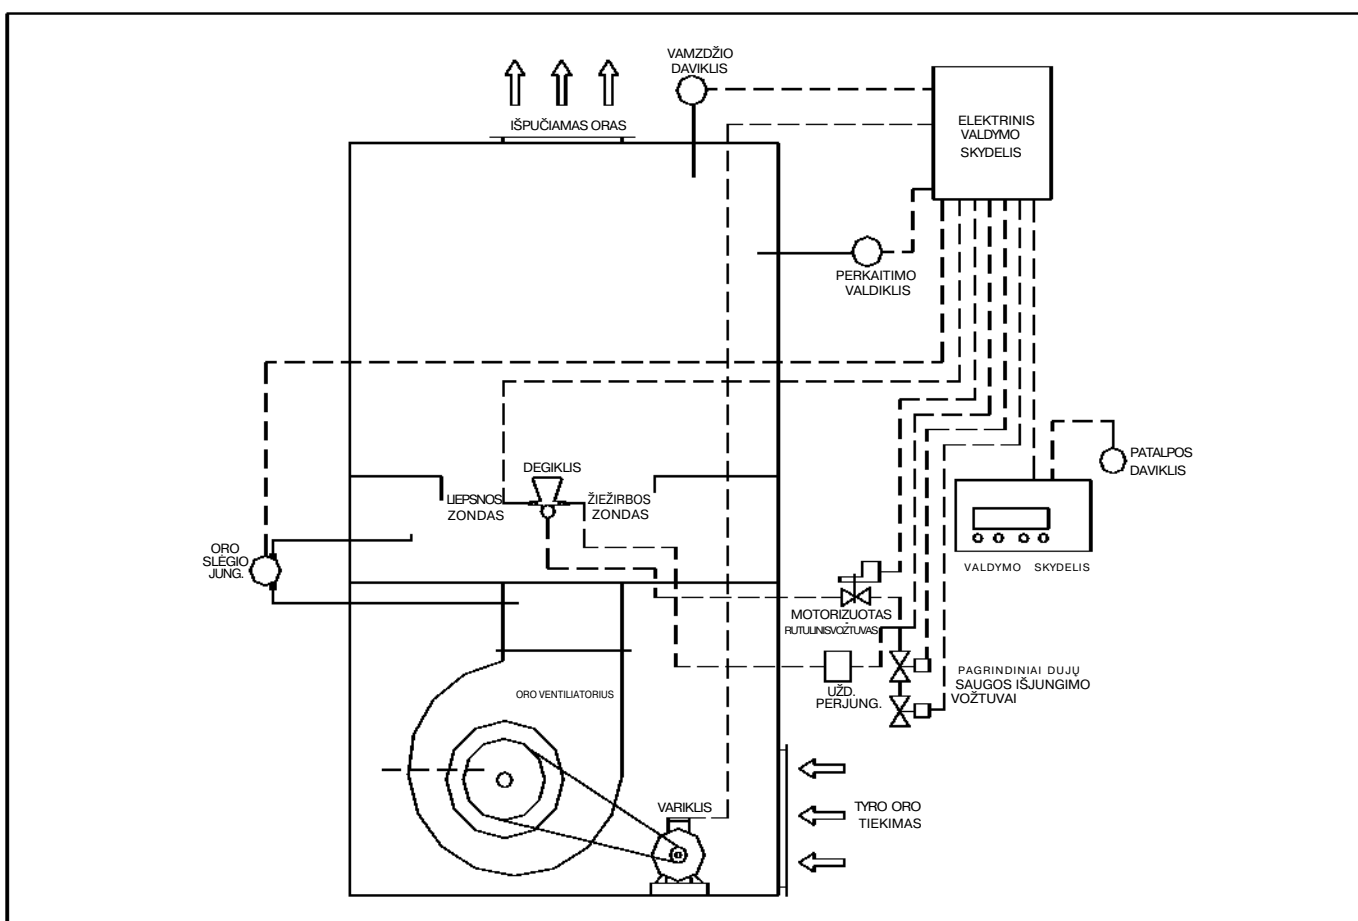 VAMZDŽIO
DAVIKLIS
IŠPUČIAMAS ORAS
ELEKTRINIS
VALDYMO
SKYDELIS
PERKAITIMO
VALDIKLIS
DEGIKLIS
LIEPSNOS
ZONDAS
ŽIEŽIRBOS
ZONDAS
PATALPOS
DAVIKLIS
ORO
SLĖGIO
JUNG.
VALDYMO SKYDELIS
MOTORIZUOTAS
RUTULINISVOŽTUVAS
UŽD.
PERJUNG.
PAGRINDINIAI DUJŲ
SAUGOS IŠJUNGIMO
VOŽTUVAI
ORO VENTILIATORIUS
VARIKLIS
TYRO ORO
TIEKIMAS